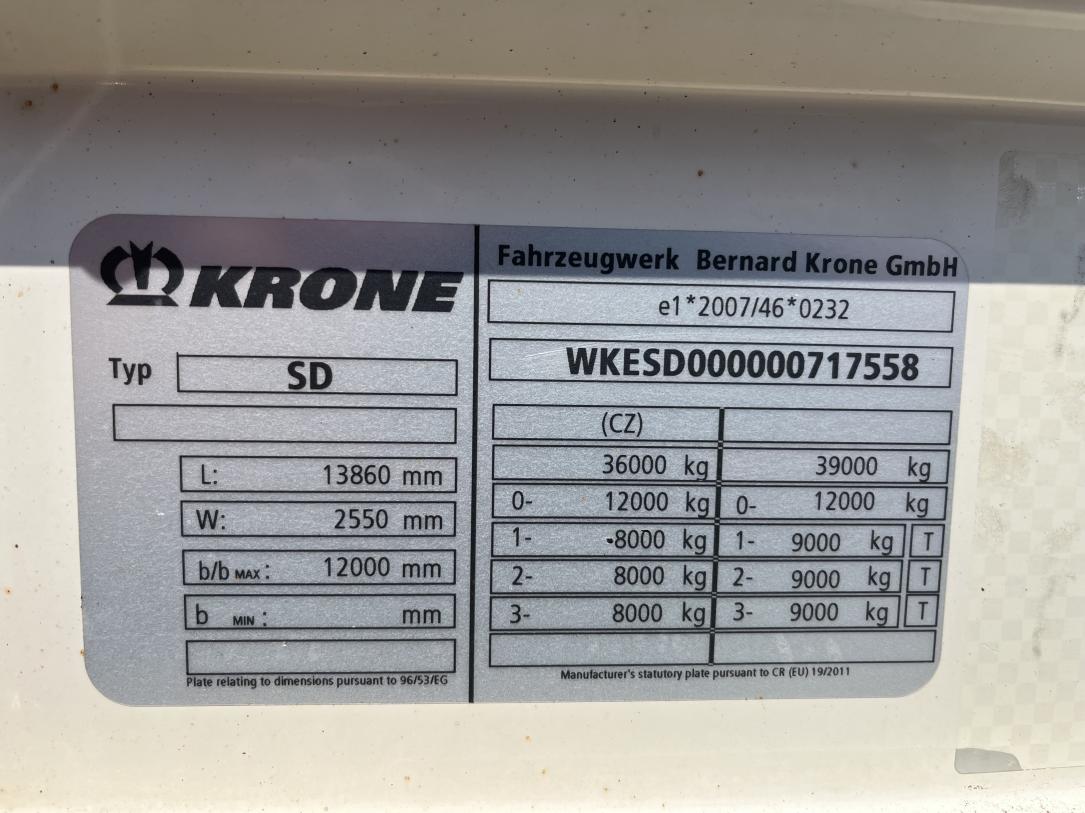 KRONE
Typ SD
L: 13860 mm
W: 2550 mm
b/b MAX : 12000 mm
b MIN : mm
Plate relating to dimensions pursuant to 96/53/EG
Fahrzeugwerk Bernard Krone GmbH
e1*2007/46*0232
WKESD000000717558
(CZ)
36000 kg 39000 kg
0- 12000 kg 0- 12000 kg
1- 8000 kg 1- 9000 kg T
2- 8000 kg 2- 9000 kg T
3- 8000 kg 3- 9000 kg T
Manufacturer's statutory plate pursuant to CR (EU) 19/2011